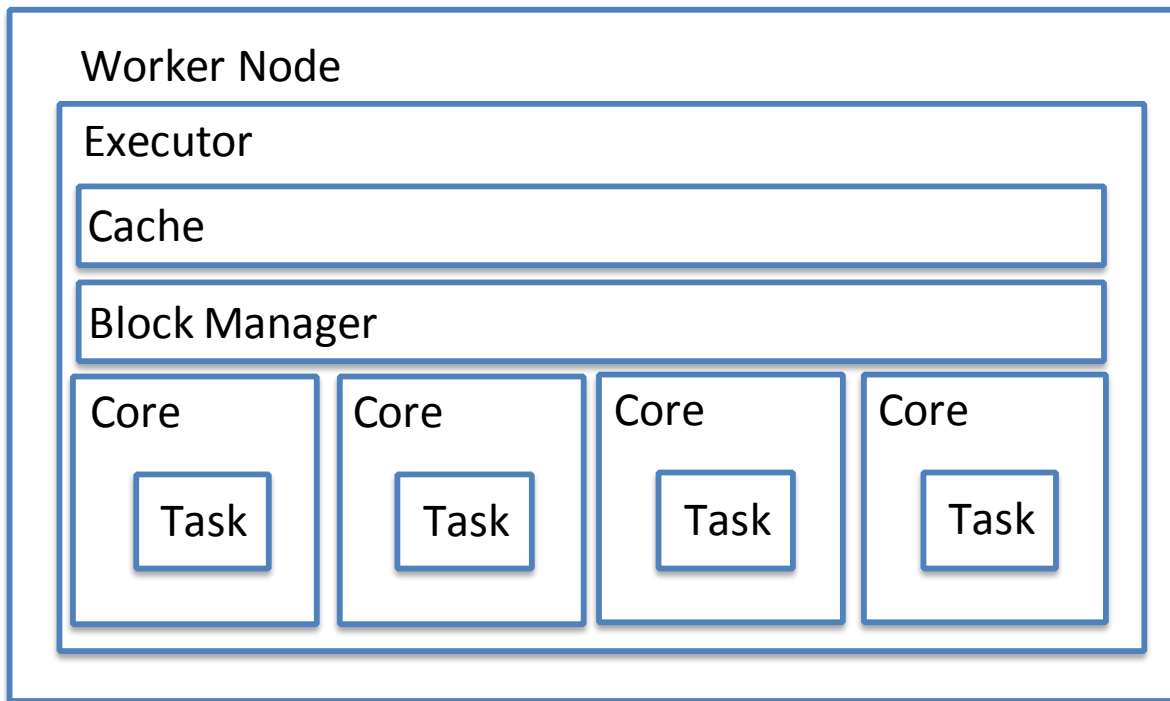 Worker Node
Executor
Cache
Block Manager
Core Core Core Core
Task Task Task Task